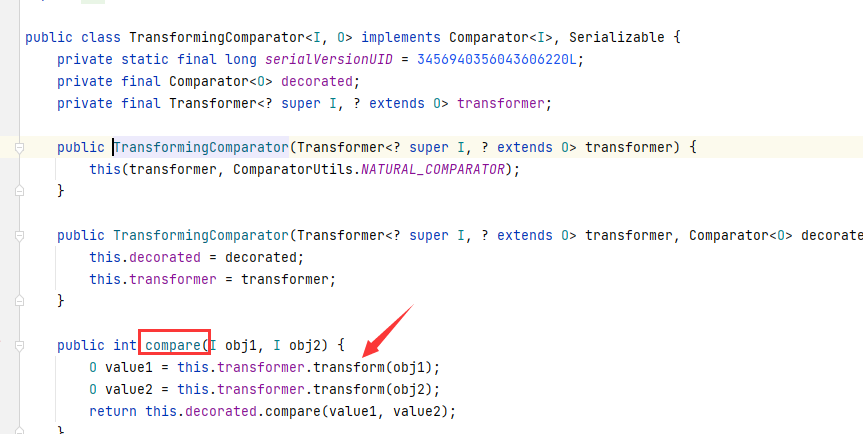 public class TransformingComparator<I, O> implements Comparator<I>, Serializable {
private static final long serialVersionUID = 3456940356043606220L;
private final Comparator<O> decorated;
private final Transformer<? super I, ? extends O> transformer;
public TransformingComparator(Transformer<? super I, ? extends O> transformer) {
this(transformer, ComparatorUtils.NATURAL_COMPARATOR);
}
public TransformingComparator(Transformer<? super I, ? extends O> transformer, Comparator<O> decorate
this.decorated = decorated;
this.transformer = transformer;
}
public int compare(I obj1, I obj2) {
O value1 = this.transformer.transform(obj1);
O value2 = this.transformer.transform(obj2);
return this.decorated.compare(value1, value2);
}